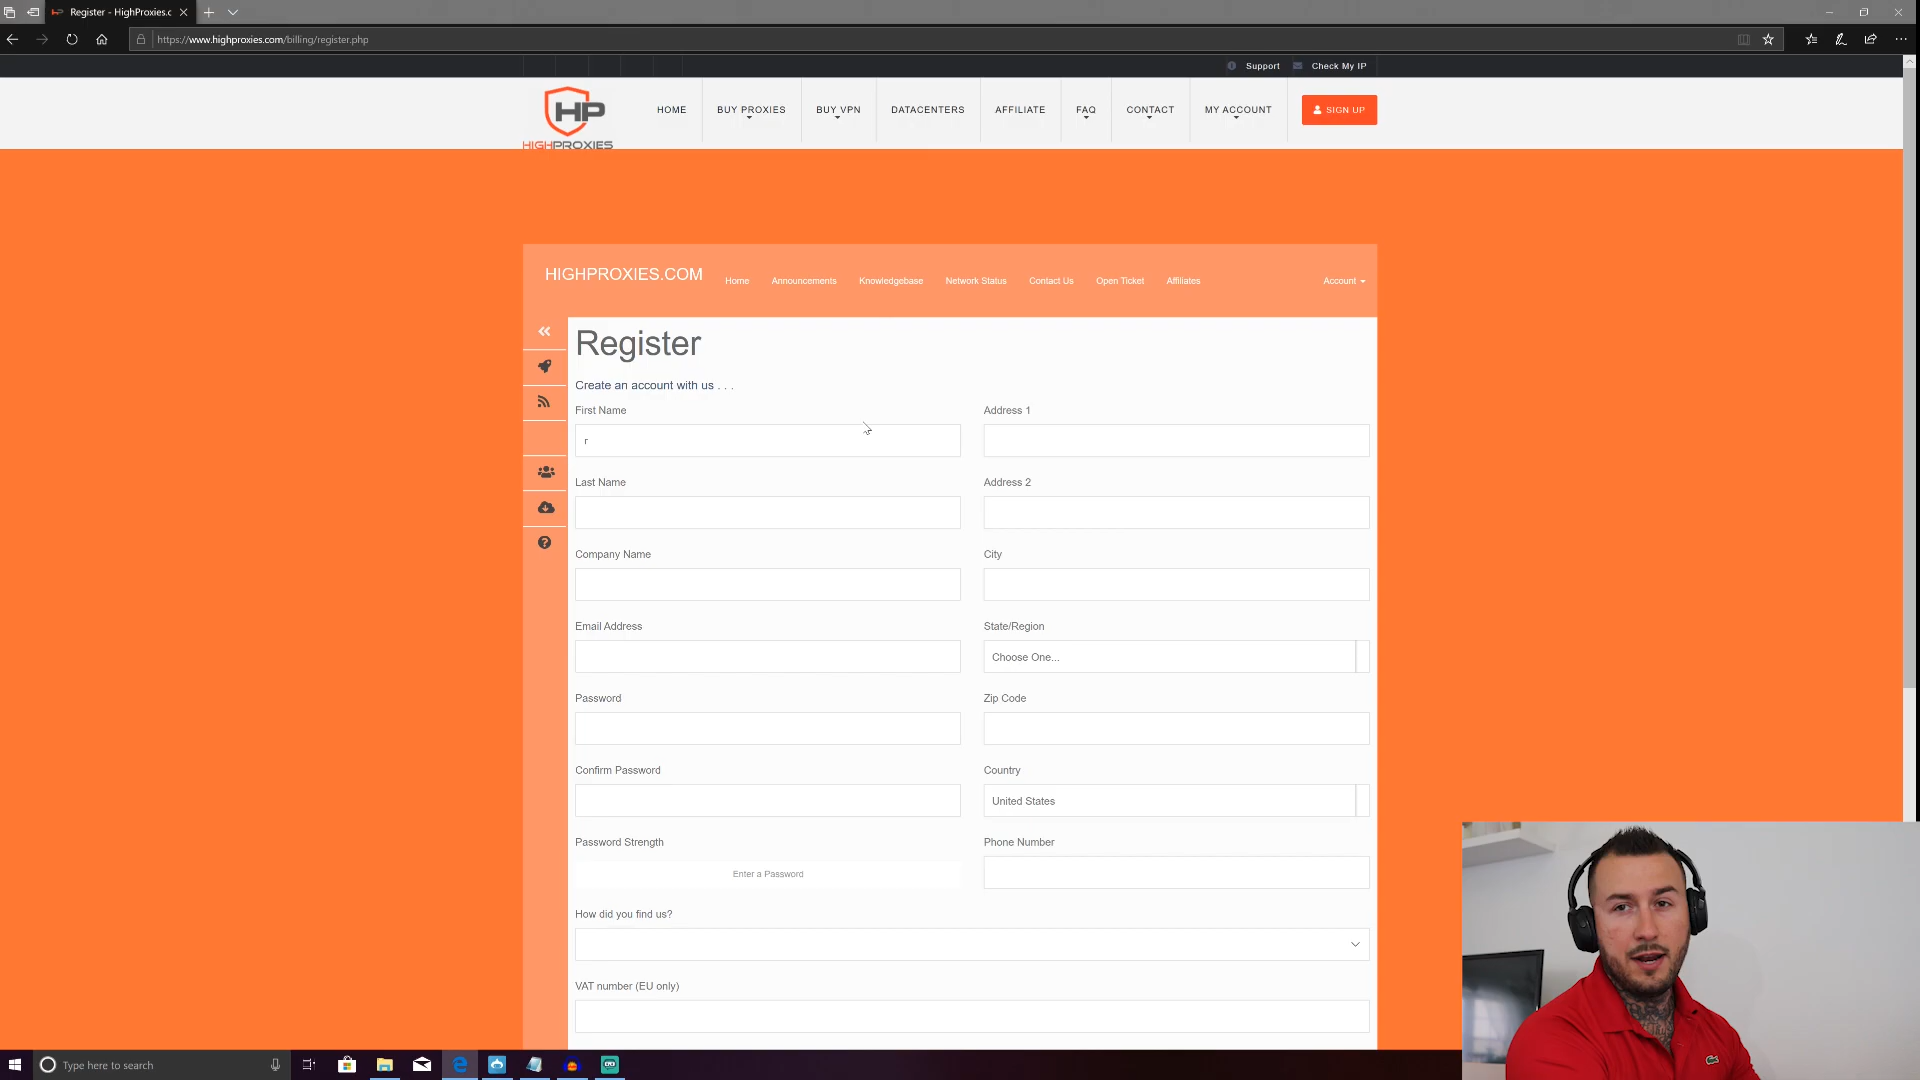 Register - HighProxies.c
https://www.highproxies.com/billing/register.php
Support
Check My IP
HP
HIGHPROXIES
HOME
BUY PROXIES
BUY VPN
DATACENTERS
AFFILIATE
FAQ
CONTACT
MY ACCOUNT
SIGN UP
HIGHPROXIES.COM
Home
Announcements
Knowledgebase
Network Status
Contact Us
Open Ticket
Affiliates
Account
Register
Create an account with us . . .
First Name
r
Address 1
Last Name
Address 2
Company Name
City
Email Address
State/Region
Choose One...
Password
Zip Code
Confirm Password
Country
United States
Password Strength
Phone Number
Enter a Password
How did you find us?
VAT number (EU only)
Type here to search